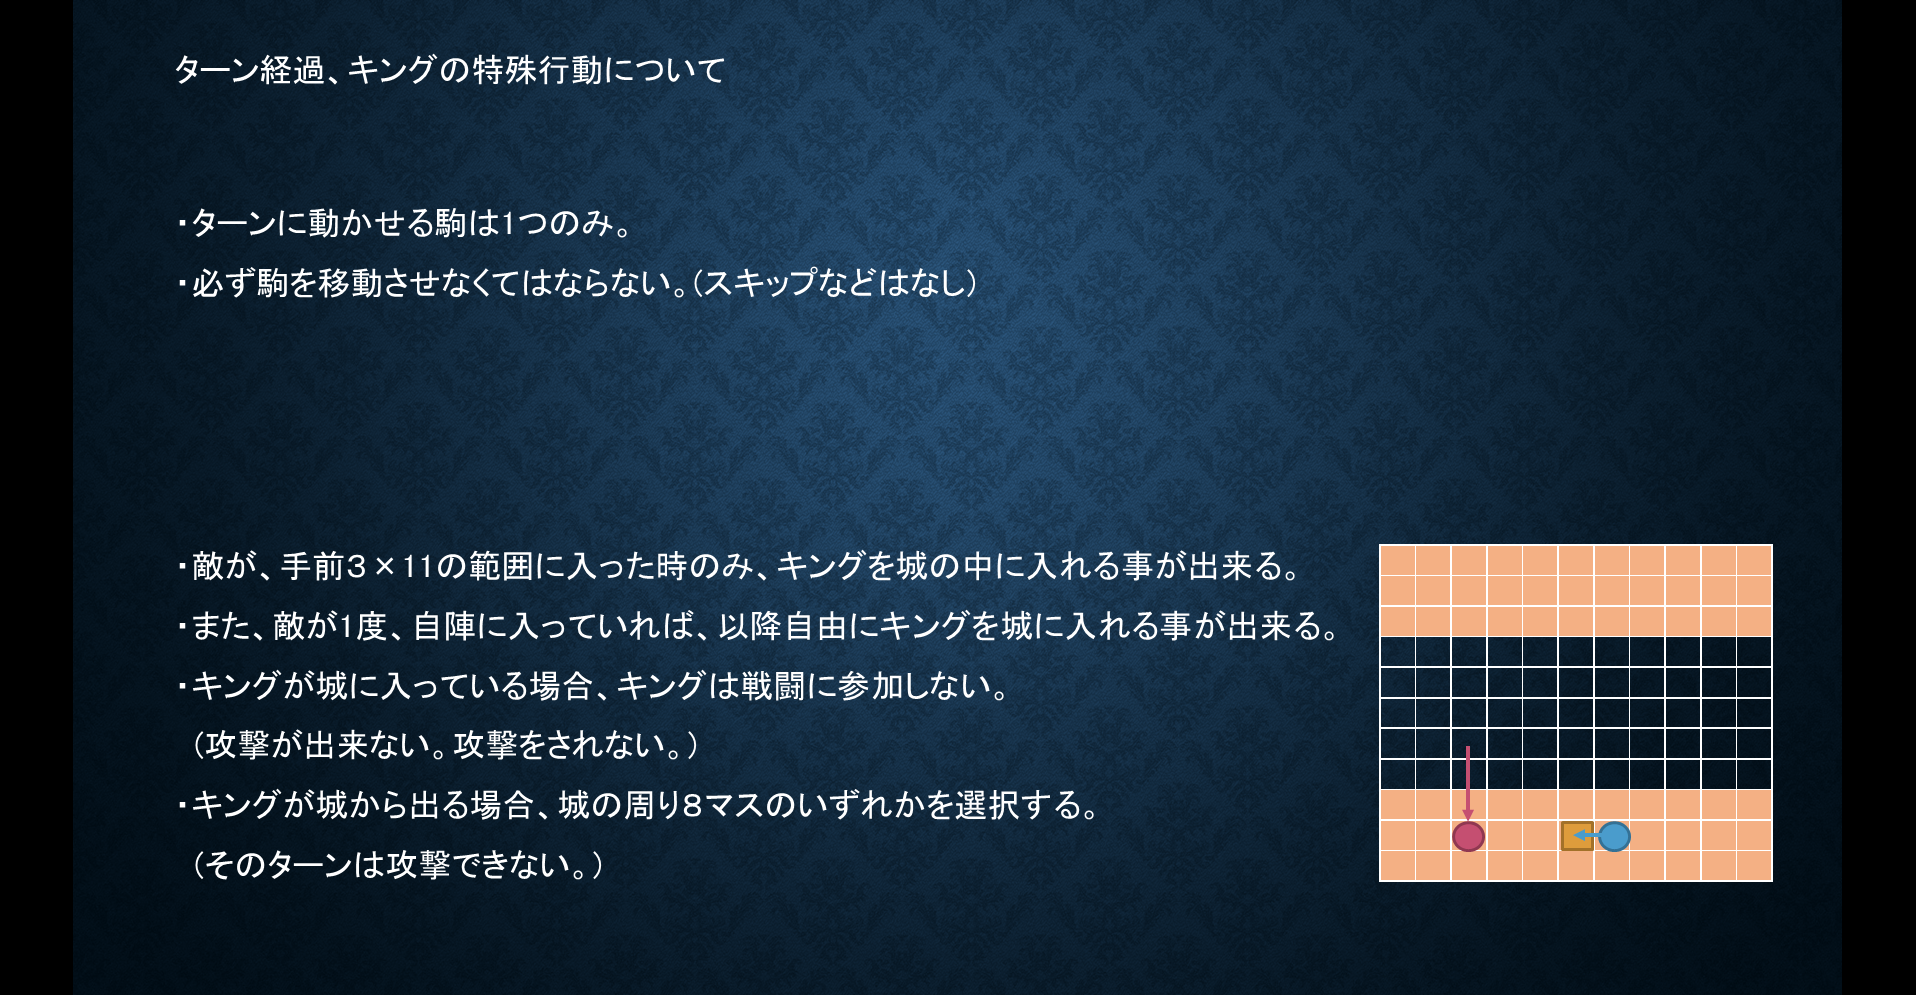 ターン経過、キングの特殊行動について
・ターンに動かせる駒は1つのみ。
・必ず駒を移動させなくてはならない。(スキップなどはなし)
・敵が、手前3×11の範囲に入った時のみ、キングを城の中に入れる事が出来る。
・また、敵が1度、自陣に入っていれば、以降自由にキングを城に入れる事が出来る。
・キングが城に入っている場合、キングは戦闘に参加しない。
(攻撃が出来ない。攻撃をされない。)
・キングが城から出る場合、城の周り8マスのいずれかを選択する。
(そのターンは攻撃できない。)